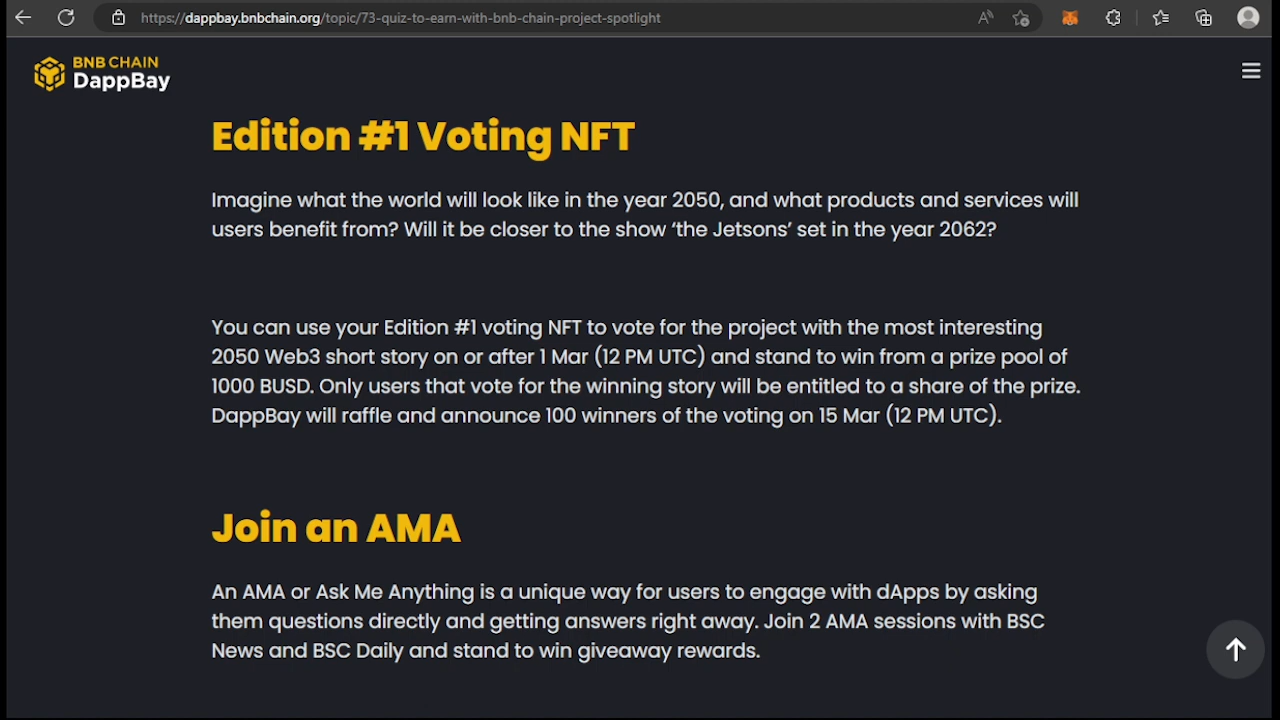 https://dappbay.bnbchain.org/topic/73-quiz-to-earn-with-bnb-chain-project-spotlight
BNB CHAIN
DappBay
Edition #1 Voting NFT
Imagine what the world will look like in the year 2050, and what products and services will
users benefit from? Will it be closer to the show ‘the Jetsons’ set in the year 2062?
You can use your Edition #1 voting NFT to vote for the project with the most interesting
2050 Web3 short story on or after 1 Mar (12 PM UTC) and stand to win from a prize pool of
1000 BUSD. Only users that vote for the winning story will be entitled to a share of the prize.
DappBay will raffle and announce 100 winners of the voting on 15 Mar (12 PM UTC).
Join an AMA
An AMA or Ask Me Anything is a unique way for users to engage with dApps by asking
them questions directly and getting answers right away. Join 2 AMA sessions with BSC
News and BSC Daily and stand to win giveaway rewards.